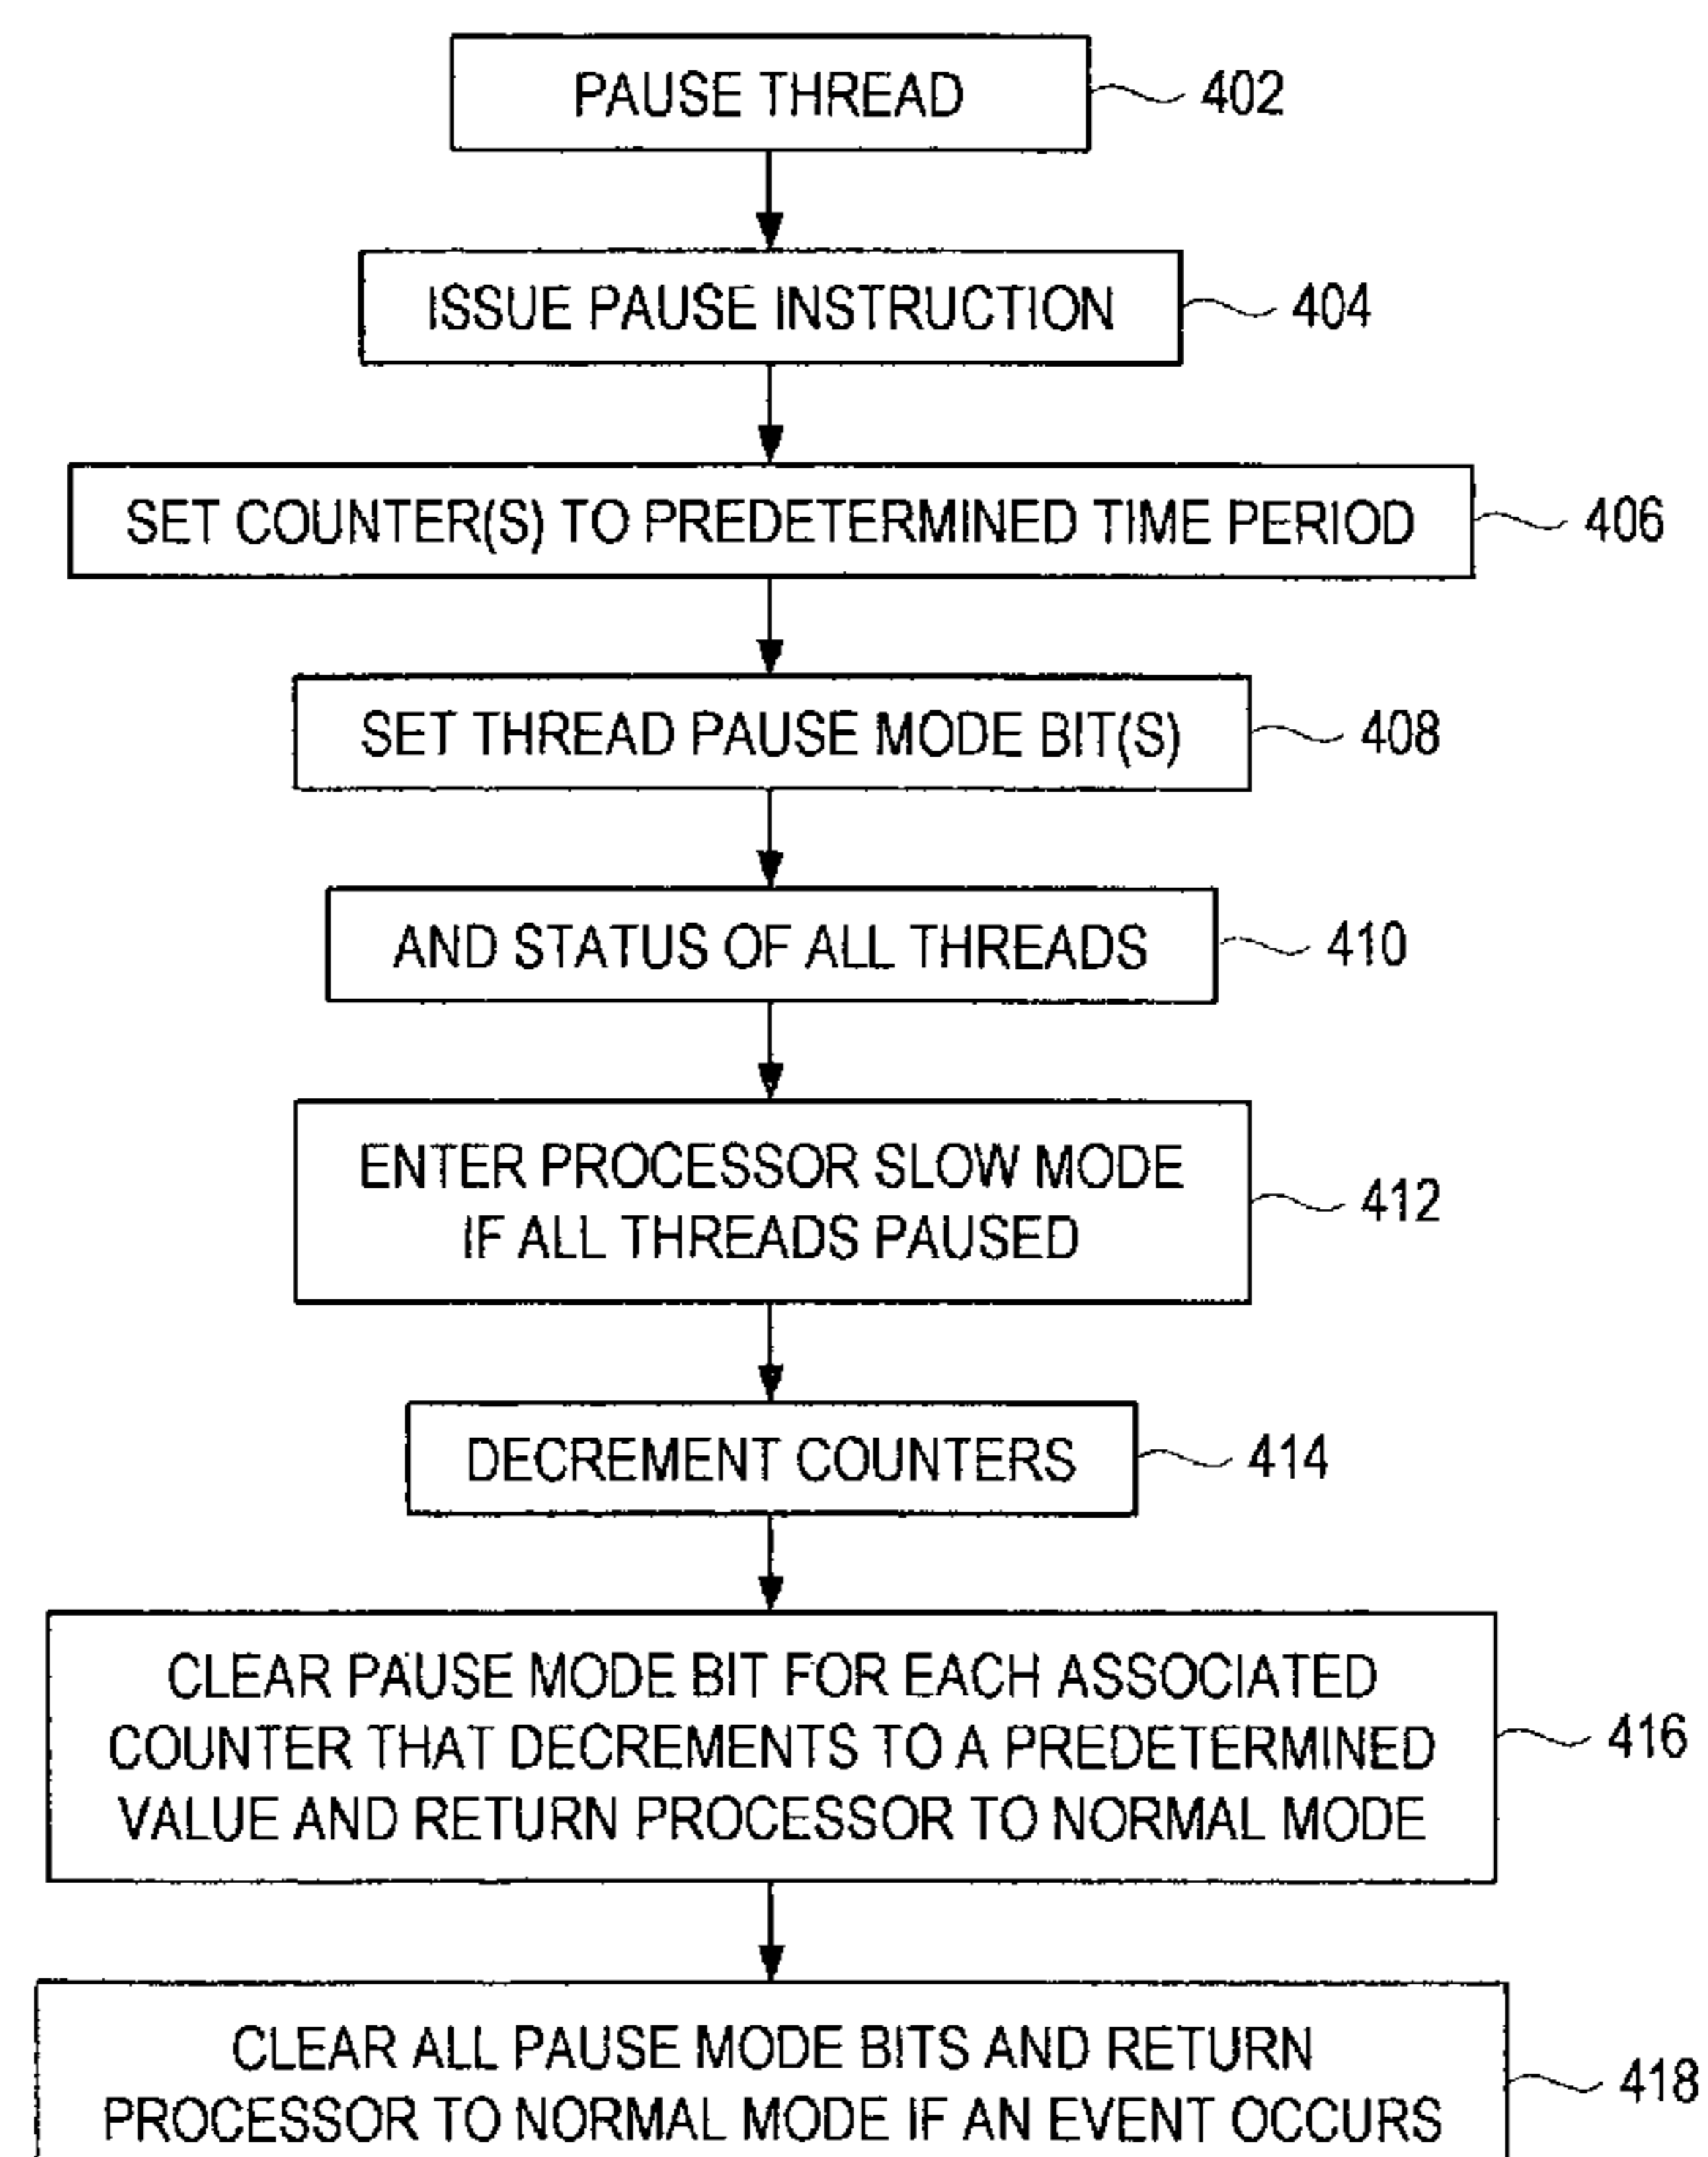 PAUSE THREAD 402
ISSUE PAUSE INSTRUCTION 404
SET COUNTER(S) TO PREDETERMINED TIME PERIOD 406
SET THREAD PAUSE MODE BIT(S) 408
AND STATUS OF ALL THREADS 410
ENTER PROCESSOR SLOW MODE
IF ALL THREADS PAUSED 412
DECREMENT COUNTERS 414
CLEAR PAUSE MODE BIT FOR EACH ASSOCIATED
COUNTER THAT DECREMENTS TO A PREDETERMINED 416
VALUE AND RETURN PROCESSOR TO NORMAL MODE
CLEAR ALL PAUSE MODE BITS AND RETURN
PROCESSOR TO NORMAL MODE IF AN EVENT OCCURS 418